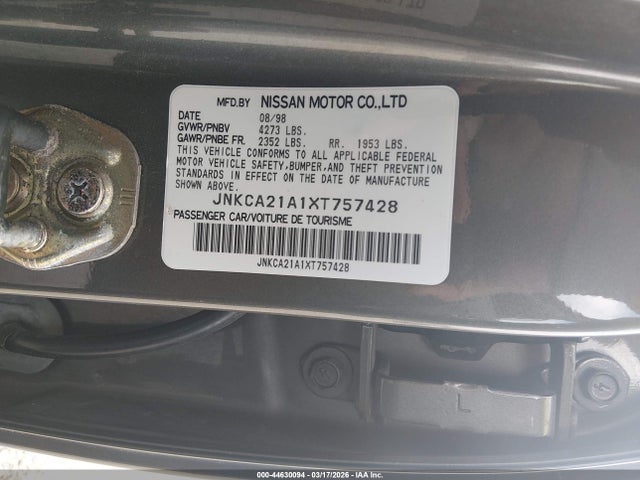 MFD.BY NISSAN MOTOR CO.,LTD
DATE 08/98
GVWR/PNBV 4273 LBS.
GAWR/PNBE FR. 2352 LBS. RR. 1953 LBS.
THIS VEHICLE CONFORMS TO ALL APPLICABLE FEDERAL
MOTOR VEHICLE SAFETY,BUMPER,AND THEFT PREVENTION
STANDARDS IN EFFECT ON THE DATE OF MANUFACTURE
SHOWN ABOVE.
JNKCA21A1XT757428
PASSENGER CAR/VOITURE DE TOURISME
JNKCA21A1XT757428
L
000-44630094 - 03/17/2026 - IAA Inc.